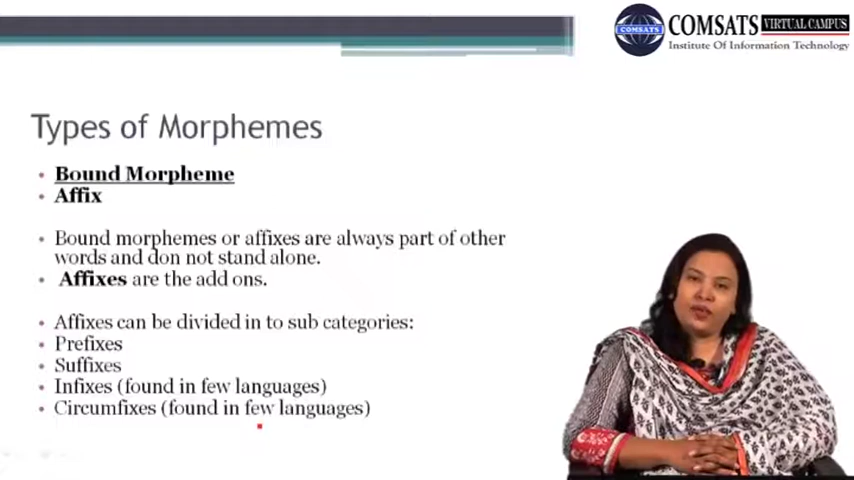 COMSATS VIRTUAL CAMPUS
Institute Of Information Technology
COMSATS
Types of Morphemes
Bound Morpheme
Affix
Bound morphemes or affixes are always part of other
words and don not stand alone.
Affixes are the add ons.
Affixes can be divided in to sub categories:
Prefixes
Suffixes
Infixes (found in few languages)
Circumfixes (found in few languages)